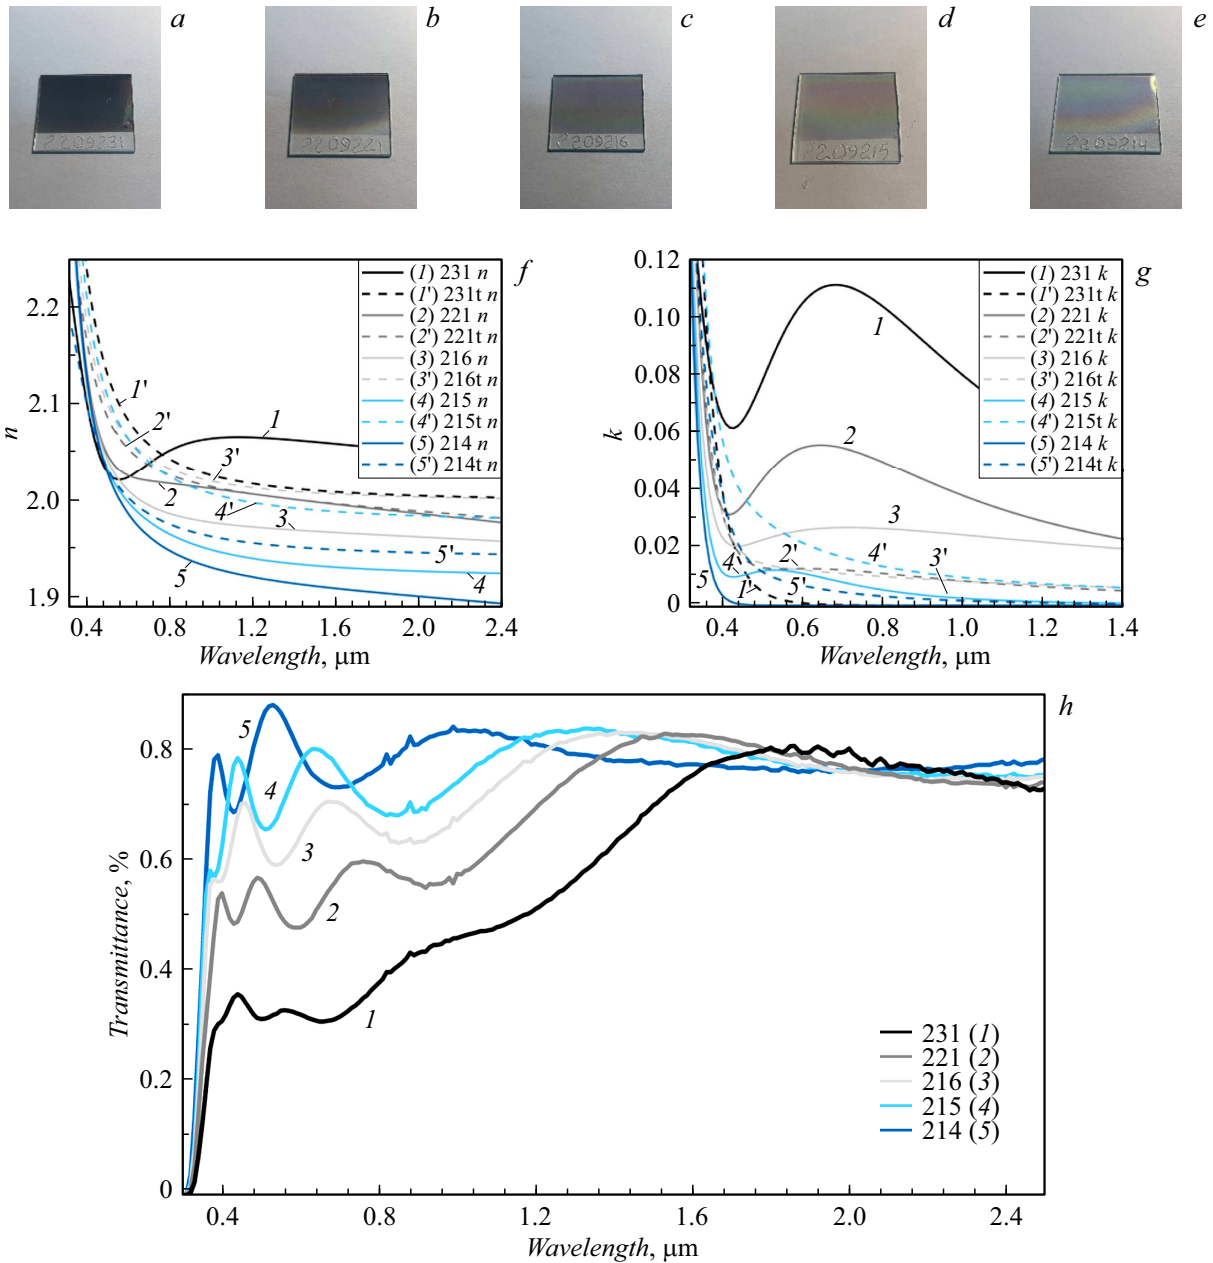 a
b
c
d
e
2209231
2209221
2209216
2209215
2209214
f
n
2.2
2.1
2.0
1.9
0.4
0.8
1.2
1.6
2.0
2.4
Wavelength, μm
(1) 231 n
(1') 231t n
(2) 221 n
(2') 221t n
(3) 216 n
(3') 216t n
(4) 215 n
(4') 215t n
(5) 214 n
(5') 214t n
1'
2'
1
3'
2
4'
3
5'
5
4
g
k
0.12
0.10
0.08
0.06
0.04
0.02
0
0.4
0.6
0.8
1.0
1.2
1.4
Wavelength, μm
(1) 231 k
(1') 231t k
(2) 221 k
(2') 221t k
(3) 216 k
(3') 216t k
(4) 215 k
(4') 215t k
(5) 214 k
(5') 214t k
1
2
3
2'
4'
3'
4
5
1'
5'
h
Transmittance, %
0.8
0.6
0.4
0.2
0
0.4
0.8
1.2
1.6
2.0
2.4
Wavelength, μm
5
4
3
2
1
231 (1)
221 (2)
216 (3)
215 (4)
214 (5)